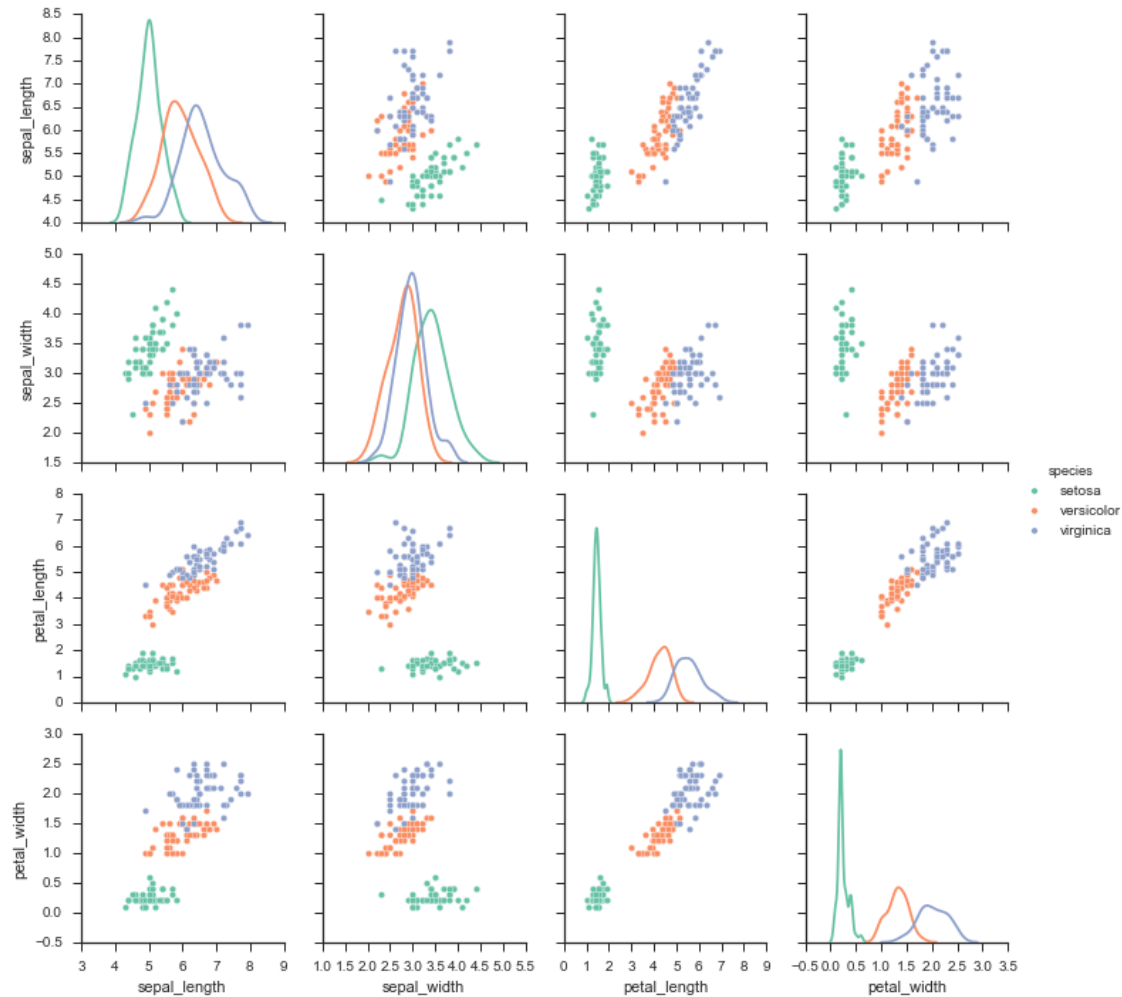 8.5
8.0
7.5
7.0
6.5
6.0
5.5
5.0
4.5
4.0
sepal_length
5.0
4.5
4.0
3.5
3.0
2.5
2.0
1.5
sepal_width
species
setosa
versicolor
virginica
8
7
6
5
4
3
2
1
0
petal_length
3.0
2.5
2.0
1.5
1.0
0.5
0.0
−0.5
petal_width
3 4 5 6 7 8 9
sepal_length
1.0 1.5 2.0 2.5 3.0 3.5 4.0 4.5 5.0 5.5
sepal_width
0 1 2 3 4 5 6 7 8 9
petal_length
−0.5 0.0 0.5 1.0 1.5 2.0 2.5 3.0 3.5
petal_width